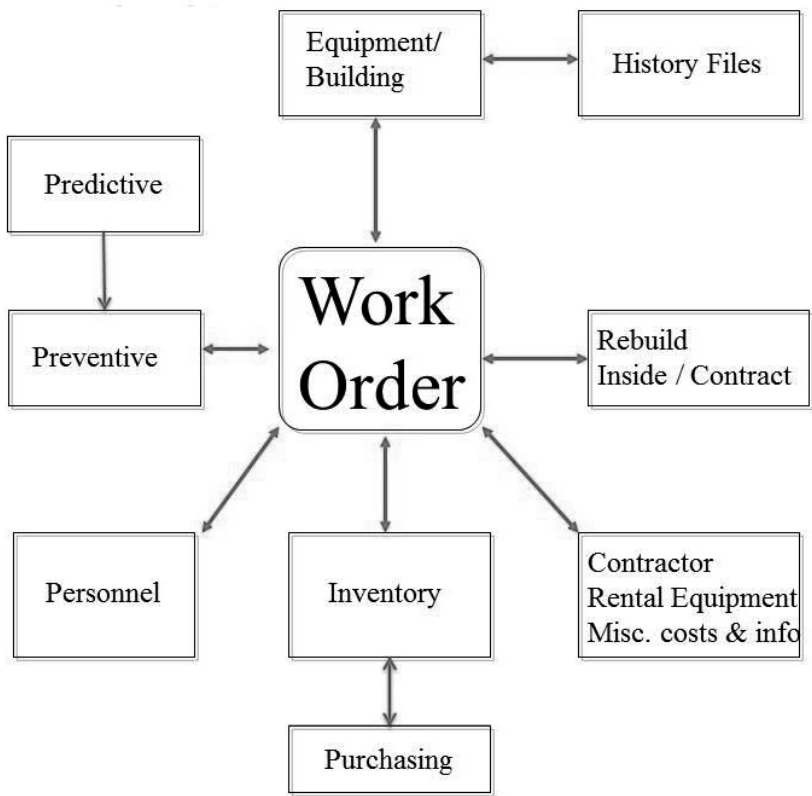 Equipment/
Building
History Files
Predictive
Work
Order
Preventive
Rebuild
Inside / Contract
Personnel
Inventory
Contractor
Rental Equipment
Misc. costs & info
Purchasing